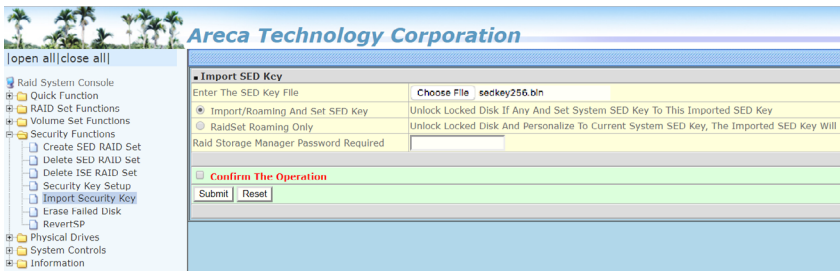 Areca Technology Corporation
|open all|close all|
Raid System Console
Quick Function
RAID Set Functions
Volume Set Functions
Security Functions
Create SED RAID Set
Delete SED RAID Set
Delete ISE RAID Set
Security Key Setup
Import Security Key
Erase Failed Disk
RevertSP
Physical Drives
System Controls
Information
Import SED Key
Enter The SED Key File Choose File sedkey256.bin
Import/Roaming And Set SED Key Unlock Locked Disk If Any And Set System SED Key To This Imported SED Key
RaidSet Roaming Only Unlock Locked Disk And Personalize To Current System SED Key, The Imported SED Key Will
Raid Storage Manager Password Required
Confirm The Operation
Submit Reset